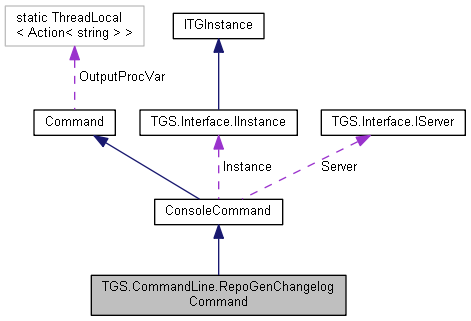 static ThreadLocal
< Action< string > >
ITGInstance
OutputProcVar
Command
TGS.Interface.IInstance
TGS.Interface.IServer
Instance
Server
ConsoleCommand
TGS.CommandLine.RepoGenChangelog
Command